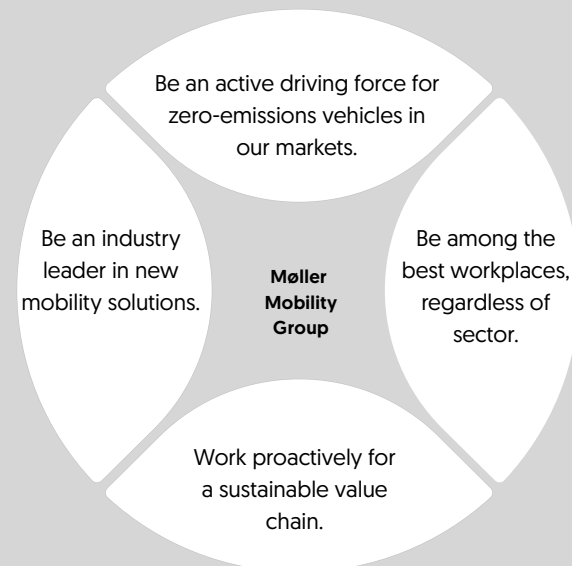 Be an active driving force for
zero-emissions vehicles in
our markets.
Be an industry
leader in new
mobility solutions.
Møller
Mobility
Group
Be among the
best workplaces,
regardless of
sector.
Work proactively for
a sustainable value
chain.